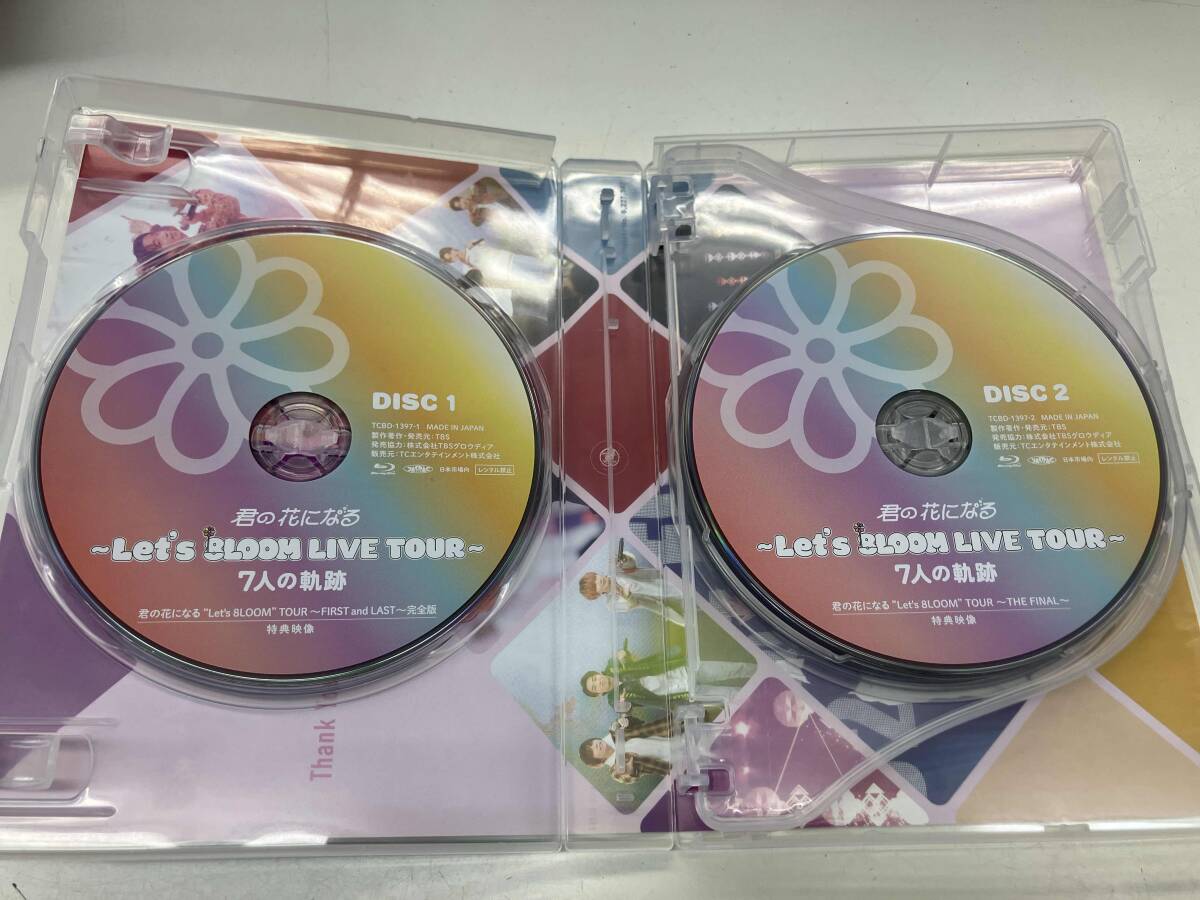 DISC 1
TCBD-1397-1 MADE IN JAPAN
製作著作・発売元：TBS
発売協力：株式会社TBSグロウディア
販売元：TCエンタテインメント株式会社
Blu-ray Disc 日本市場向 レンタル禁止
君の花になる
~Let's 8LOOM LIVE TOUR~
7人の軌跡
君の花になる "Let's 8LOOM" TOUR ～FIRST and LAST～完全版
特典映像
Thank
DISC 2
TCBD-1397-2 MADE IN JAPAN
製作著作・発売元：TBS
発売協力：株式会社TBSグロウディア
販売元：TCエンタテインメント株式会社
Blu-ray Disc 日本市場向 レンタル禁止
君の花になる
~Let's 8LOOM LIVE TOUR~
7人の軌跡
君の花になる "Let's 8LOOM" TOUR ～THE FINAL～
特典映像